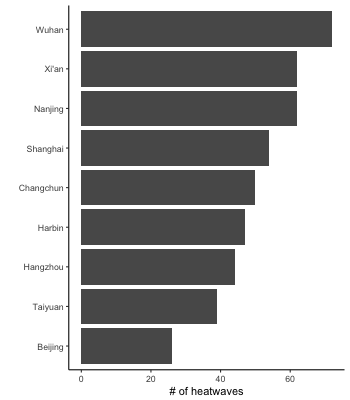 Wuhan
Xi'an
Nanjing
Shanghai
Changchun
Harbin
Hangzhou
Taiyuan
Beijing
0 20 40 60
# of heatwaves